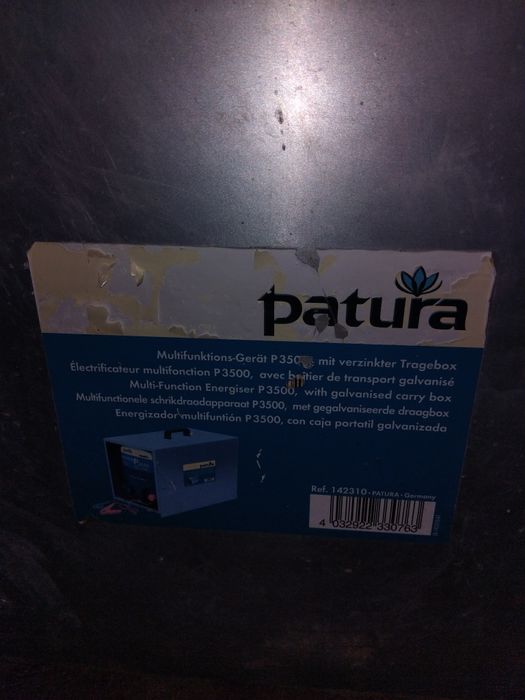 patura
Multifunktions-Gerät P3500, mit verzinkter Tragebox
Électrificateur multifonction P3500, avec boîtier de transport galvanisé
Multi-Function Energiser P3500, with galvanised carry box
Multifunctionele schrikdraadapparaat P3500, met gegalvaniseerde draagbox
Energizador multifuntión P3500, con caja portatil galvanizada
patura
Ref. 142310 · PATURA · Germany
4 032922 330763